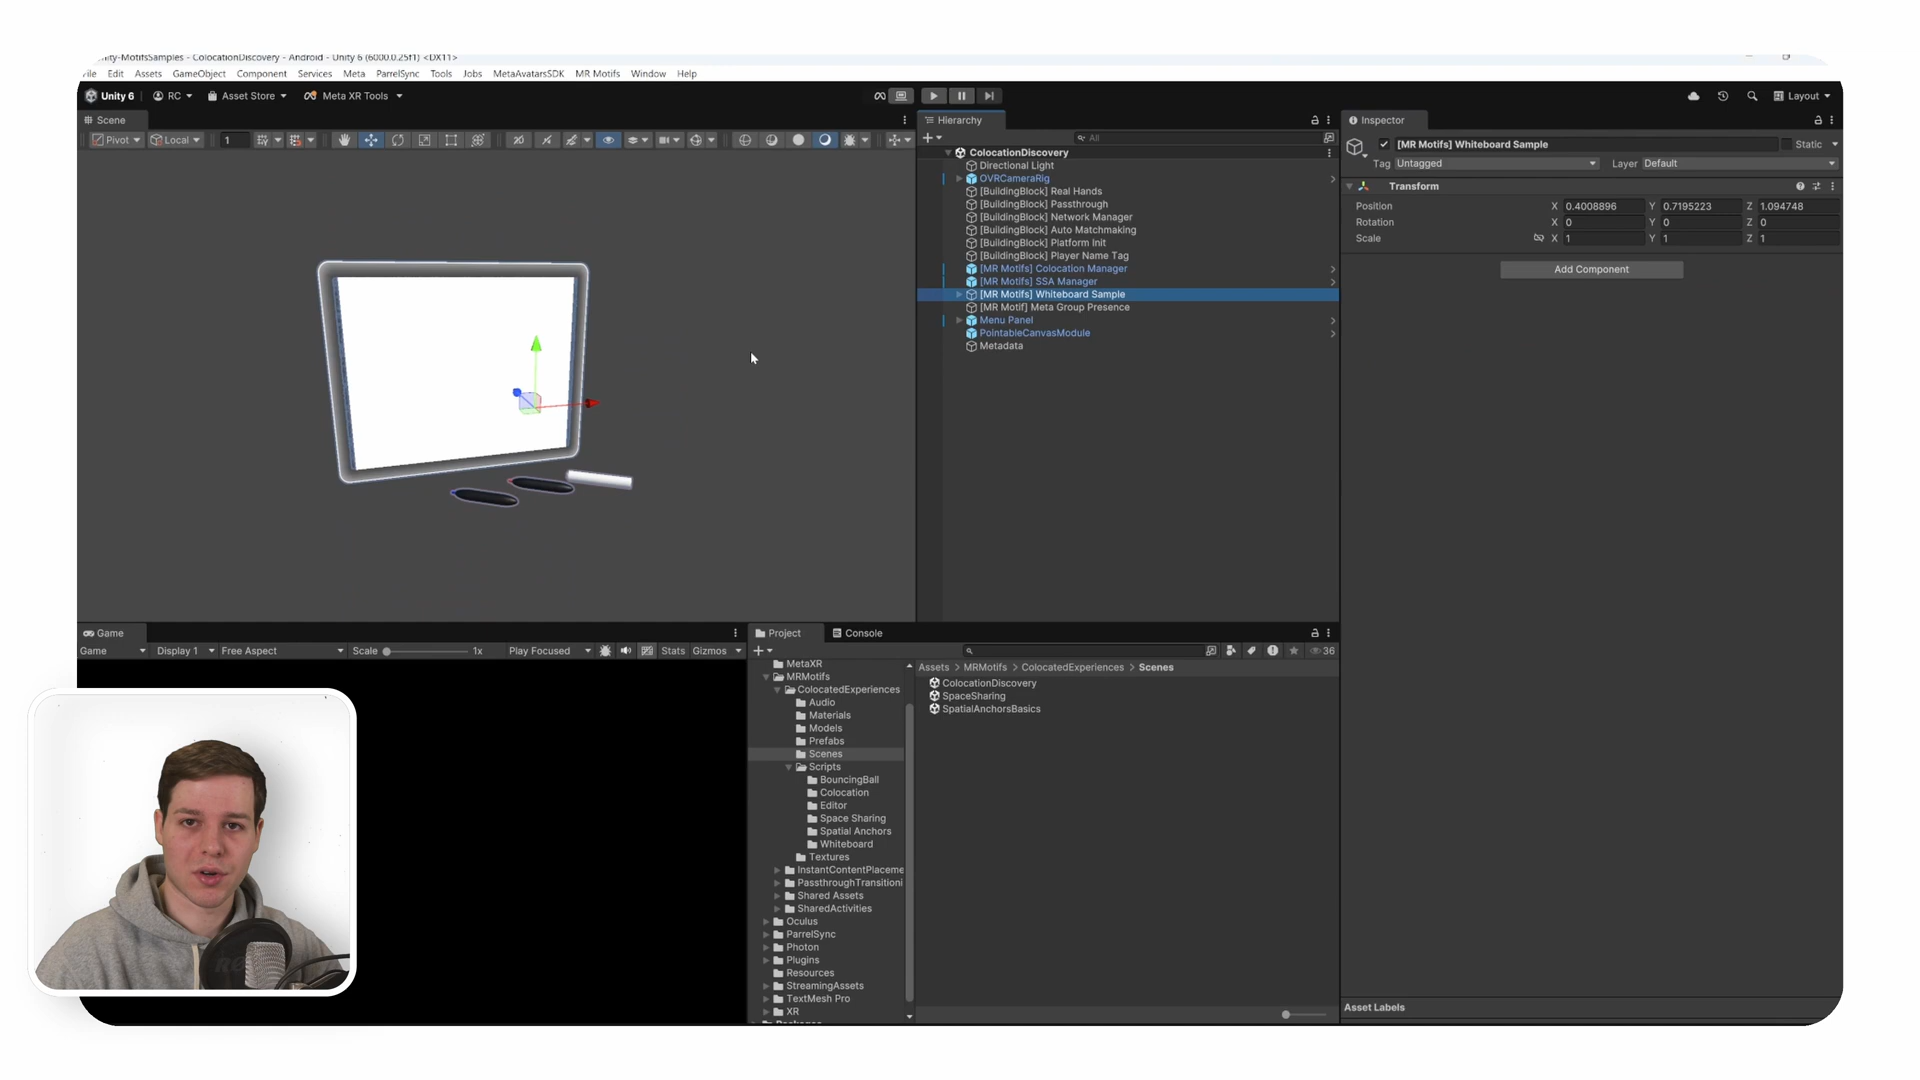 ity-MotifsSamples - ColocationDiscovery - Android - Unity 6 (6000.0.25f1) <DX11>
ile Edit Assets GameObject Component Services Meta ParrelSync Tools Jobs MetaAvatarsSDK MR Motifs Window Help
Unity 6 RC Asset Store Meta XR Tools Layout
Scene
Pivot Local 1 2D
Hierarchy
All
ColocationDiscovery
Directional Light
OVRCameraRig
[BuildingBlock] Real Hands
[BuildingBlock] Passthrough
[BuildingBlock] Network Manager
[BuildingBlock] Auto Matchmaking
[BuildingBlock] Platform Init
[BuildingBlock] Player Name Tag
[MR Motifs] Colocation Manager
[MR Motifs] SSA Manager
[MR Motifs] Whiteboard Sample
[MR Motif] Meta Group Presence
Menu Panel
PointableCanvasModule
Metadata
Inspector
[MR Motifs] Whiteboard Sample Static
Tag Untagged Layer Default
Transform
Position X 0.4008896 Y 0.7195223 Z 1.094748
Rotation X 0 Y 0 Z 0
Scale X 1 Y 1 Z 1
Add Component
Asset Labels
Game
Game Display 1 Free Aspect Scale 1x Play Focused Stats Gizmos
Project Console
36
MetaXR
MRMotifs
ColocatedExperiences
Audio
Materials
Models
Prefabs
Scenes
Scripts
BouncingBall
Colocation
Editor
Space Sharing
Spatial Anchors
Whiteboard
Textures
InstantContentPlaceme
PassthroughTransitioni
Shared Assets
SharedActivities
Oculus
ParrelSync
Photon
Plugins
Resources
StreamingAssets
TextMesh Pro
XR
Assets > MRMotifs > ColocatedExperiences > Scenes
ColocationDiscovery
SpaceSharing
SpatialAnchorsBasics